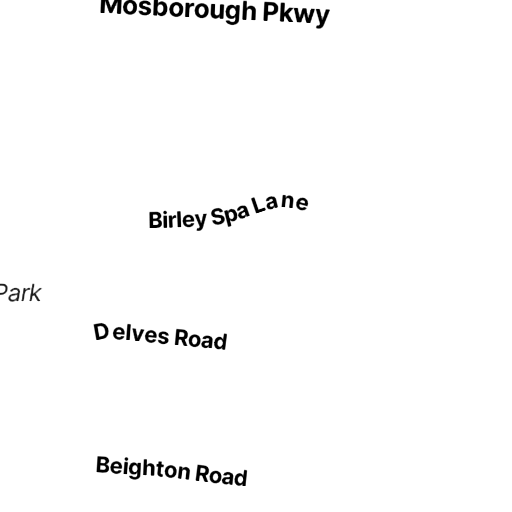 Mosborough Pkwy
Birley Spa Lane
Park
Delves Road
Beighton Road